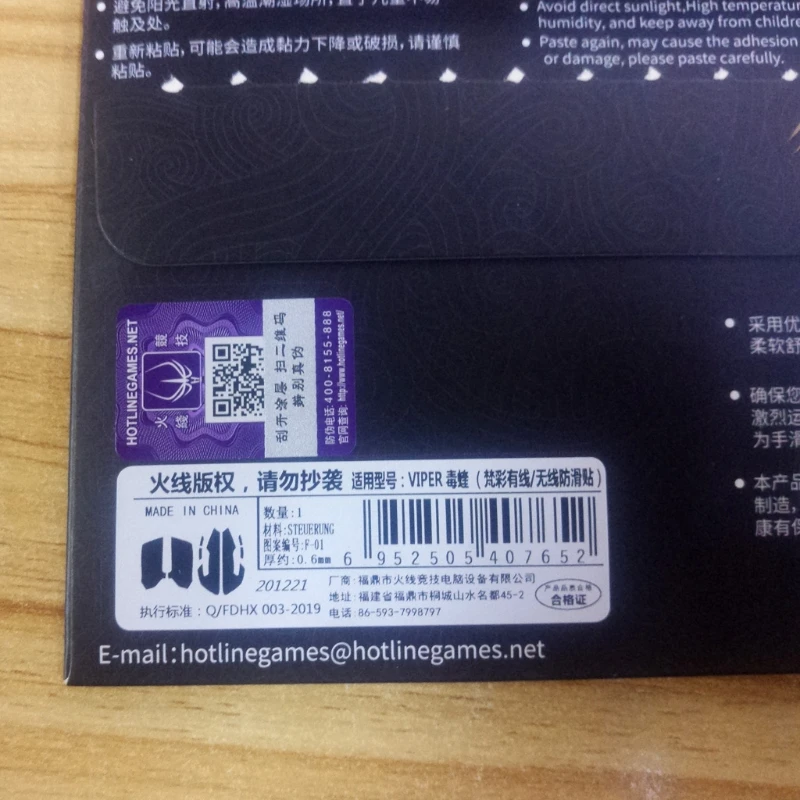 避免阳光直射,高温潮湿场所,置于儿童不易
触及处。
重新粘贴,可能会造成黏力下降或破损,请谨慎
粘贴。
Avoid direct sunlight,High temperatur
humidity, and keep away from childre
Paste again, may cause the adhesion
or damage, please paste carefully.
HOTLINEGAMES.NET
火线 竞技
刮开涂层 扫二维码
辨别真伪
防伪电话:400-8155-888
官网查询: http://www.hotlinegames.net/
采用优
柔软舒
确保您
激烈运
为手滑
本产品
制造,
康有保
火线版权,请勿抄袭 适用型号:VIPER 毒蝰 ( 梵彩有线/无线防滑贴 )
MADE IN CHINA
数量:1
材料:STEUERUNG
图案编号:F-01
厚约:0.6mm
6 952505 407652
201221
执行标准: Q/FDHX 003-2019
厂商:福鼎市火线竞技电脑设备有限公司
地址:福建省福鼎市桐城山水名都45-2
电话:86-593-7998797
产品品质合格
合格证
E-mail:hotlinegames@hotlinegames.net